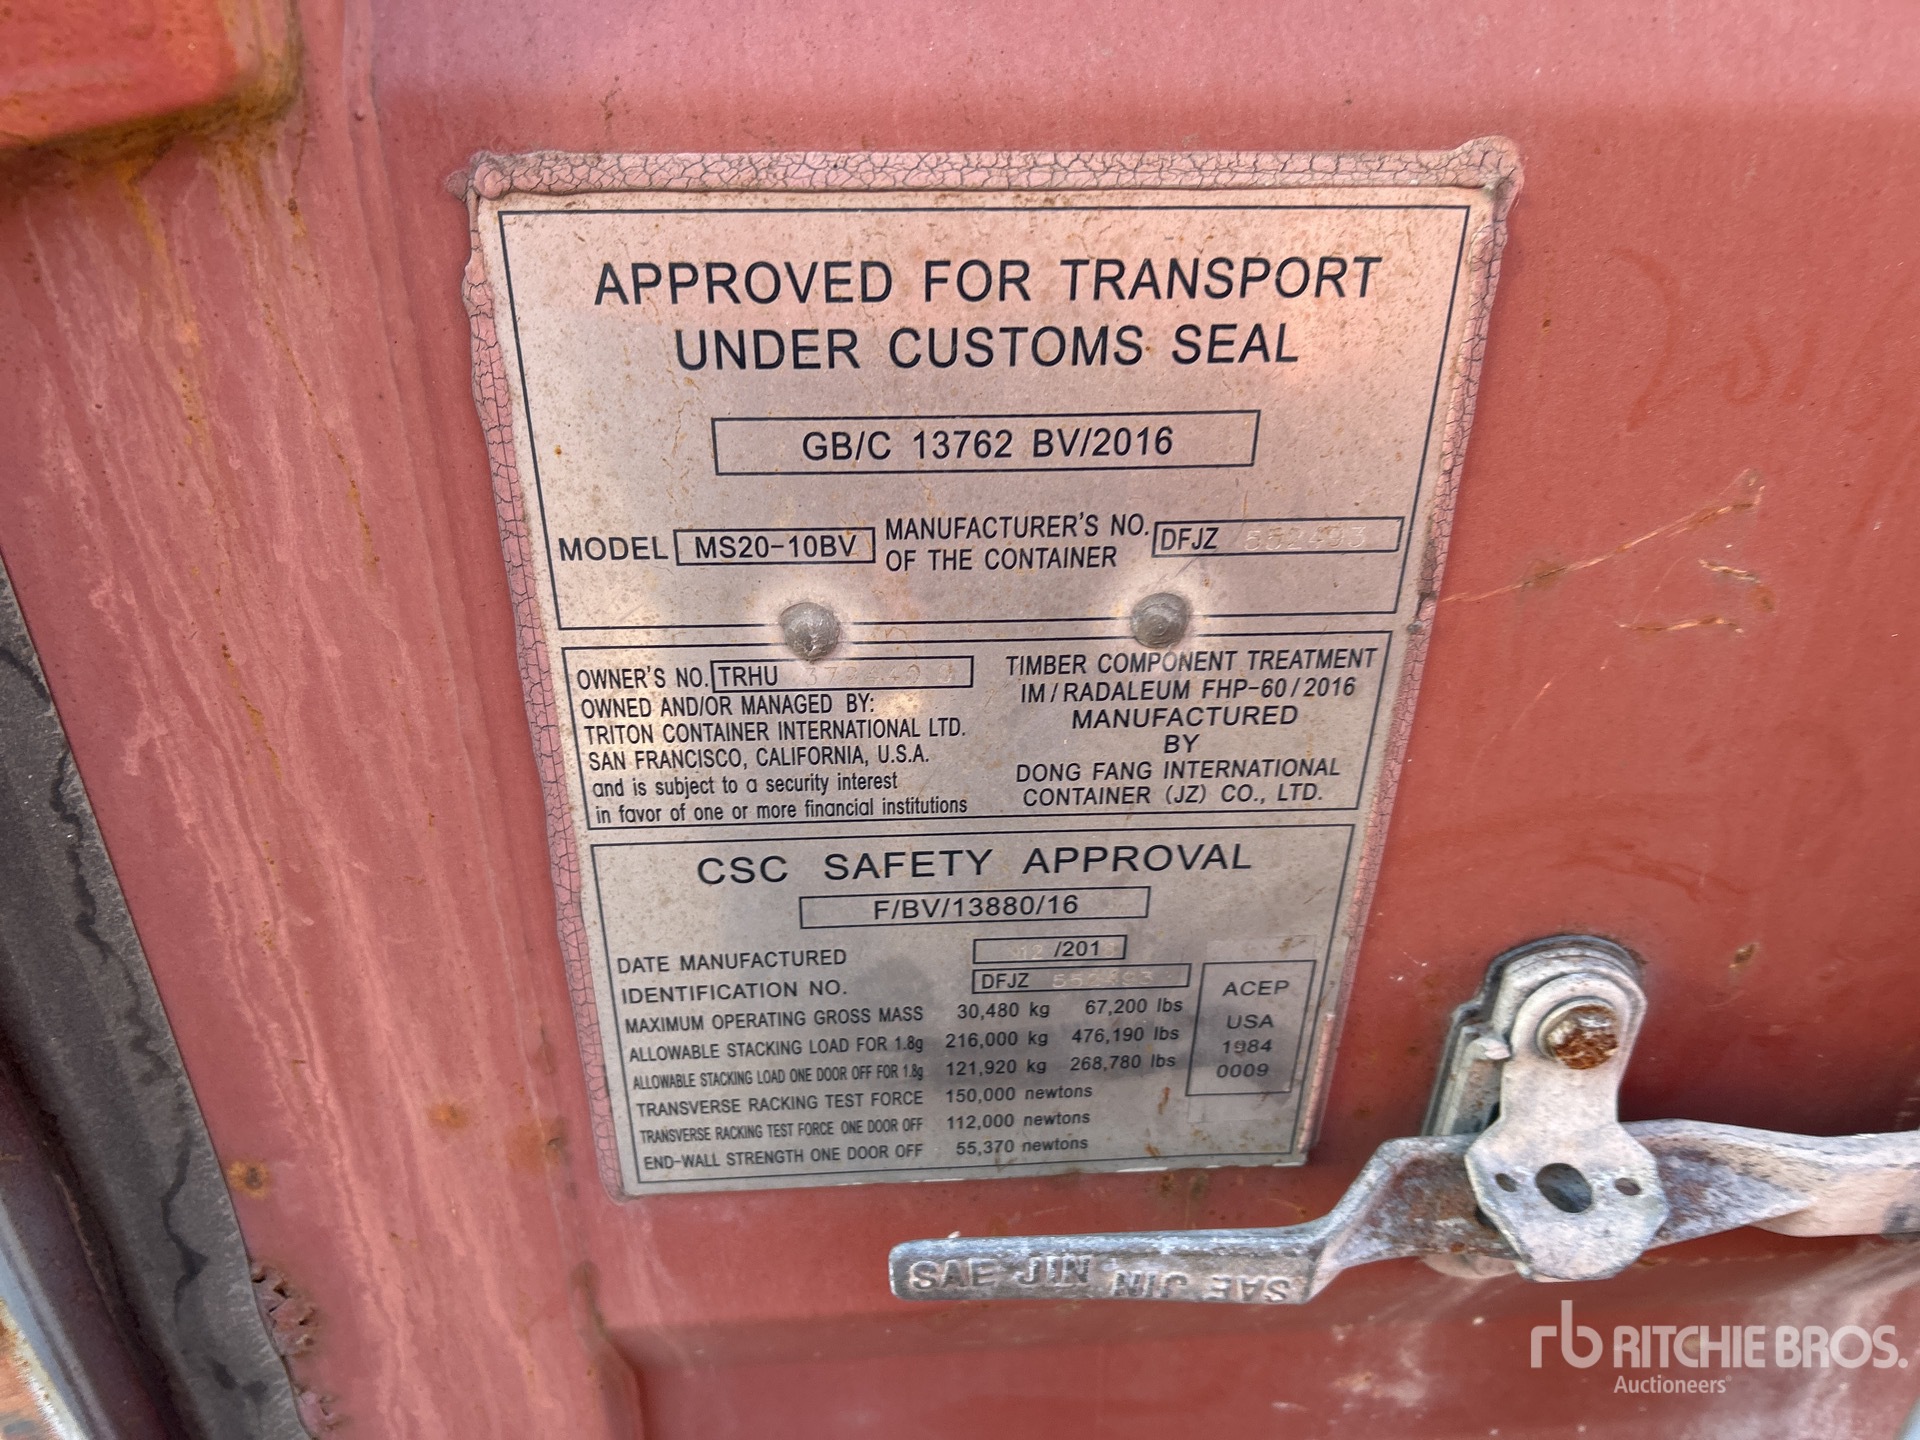 APPROVED FOR TRANSPORT
UNDER CUSTOMS SEAL
GB/C 13762 BV/2016
MODEL MS20-10BV
MANUFACTURER'S NO.
OF THE CONTAINER
DFJZ
OWNER'S NO. TRHU
OWNED AND/OR MANAGED BY:
TRITON CONTAINER INTERNATIONAL LTD.
SAN FRANCISCO, CALIFORNIA, U.S.A.
and is subject to a security interest
in favor of one or more financial institutions
TIMBER COMPONENT TREATMENT
IM/RADALEUM FHP-60/2016
MANUFACTURED
BY
DONG FANG INTERNATIONAL
CONTAINER (JZ) CO., LTD.
CSC SAFETY APPROVAL
F/BV/13880/16
DATE MANUFACTURED
IDENTIFICATION NO. DFJZ
MAXIMUM OPERATING GROSS MASS 30,480 kg 67,200 lbs
ALLOWABLE STACKING LOAD FOR 1.8g 216,000 kg 476,190 lbs
ALLOWABLE STACKING LOAD ONE DOOR OFF FOR 1.8g 121,920 kg 268,780 lbs
TRANSVERSE RACKING TEST FORCE 150,000 newtons
TRANSVERSE RACKING TEST FORCE ONE DOOR OFF 112,000 newtons
END-WALL STRENGTH ONE DOOR OFF 55,370 newtons
ACEP
USA
1984
0009
SAE JIN NIC EAS
rb RITCHIE BROS.
Auctioneers